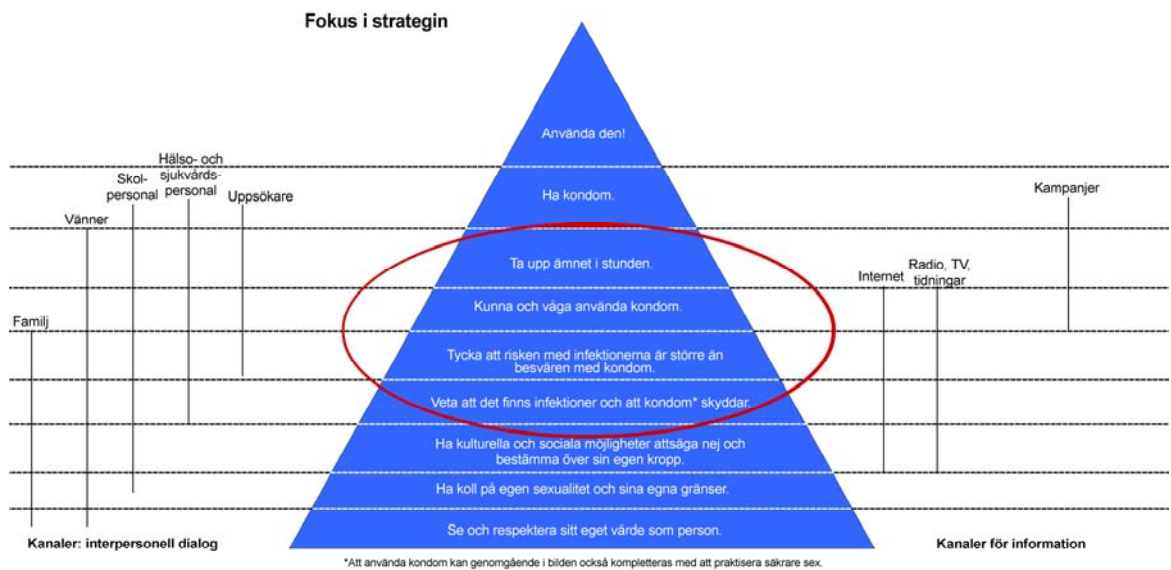 Fokus i strategin
Använda den!
Hälso- och
sjukvårds-
personal
Skol-
personal
Uppsökare
Vänner
Familj
Ha kondom.
Kampanjer
Ta upp ämnet i stunden.
Internet
Radio, TV,
tidningar
Kunna och våga använda kondom.
Tycka att risken med infektionerna är större än
besvären med kondom.
Veta att det finns infektioner och att kondom* skyddar.
Ha kulturella och sociala möjligheter attsäga nej och
bestämma över sin egen kropp.
Ha koll på egen sexualitet och sina egna gränser.
Se och respektera sitt eget värde som person.
Kanaler: interpersonell dialog
Kanaler för information
*Att använda kondom kan genomgående i bilden också kompletteras med att praktisera säkrare sex.